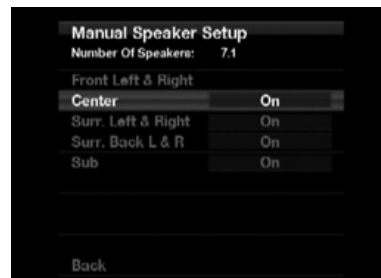 Manual Speaker Setup
Number Of Speakers: 7.1
Front Left & Right
Center On
Surr. Left & Right On
Surr. Back L & R On
Sub On
Back